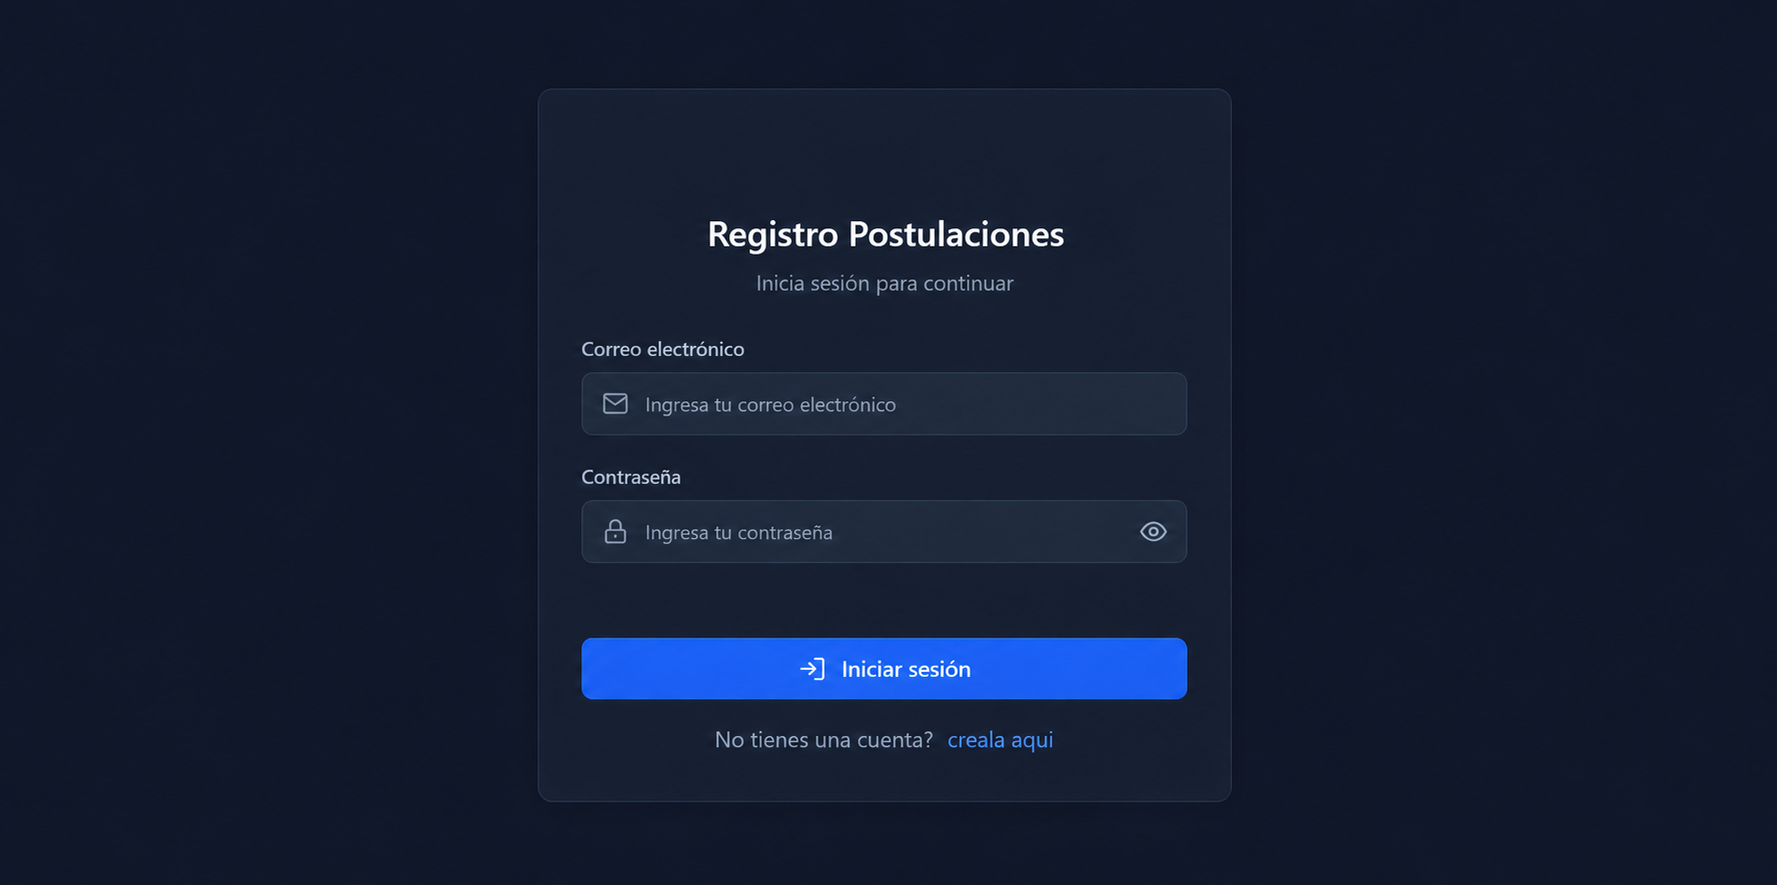 Registro Postulaciones
Inicia sesión para continuar
Correo electrónico
Ingresa tu correo electrónico
Contraseña
Ingresa tu contraseña
Iniciar sesión
No tienes una cuenta? creala aqui